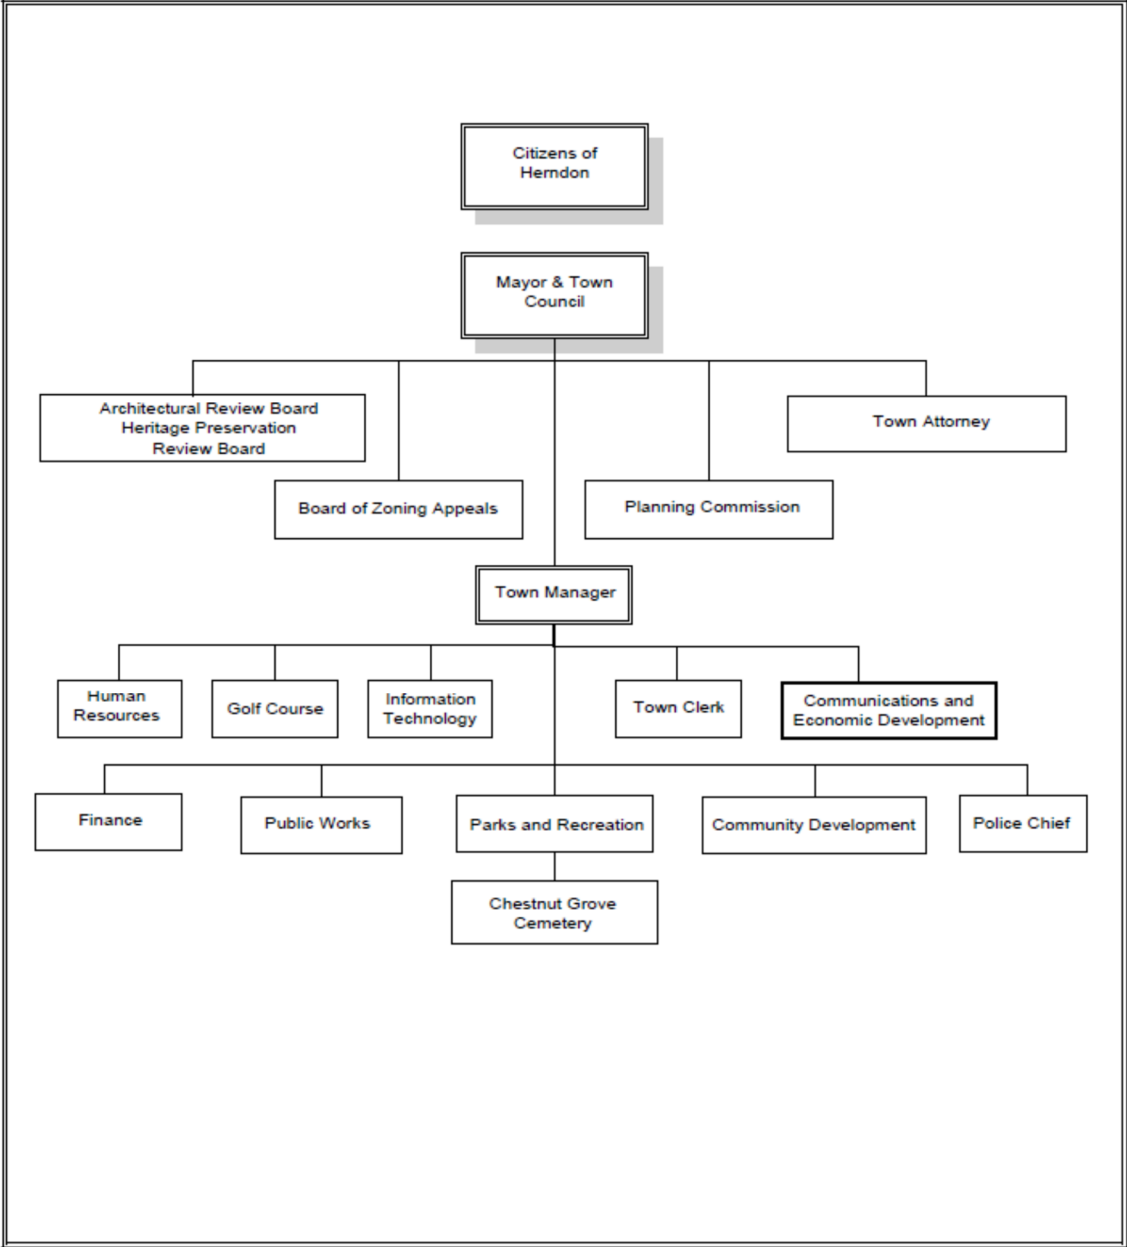 Citizens of
Herndon
Mayor & Town
Council
Architectural Review Board
Heritage Preservation
Review Board
Town Attorney
Board of Zoning Appeals
Planning Commission
Town Manager
Human
Resources
Golf Course
Information
Technology
Town Clerk
Communications and
Economic Development
Finance
Public Works
Parks and Recreation
Community Development
Police Chief
Chestnut Grove
Cemetery